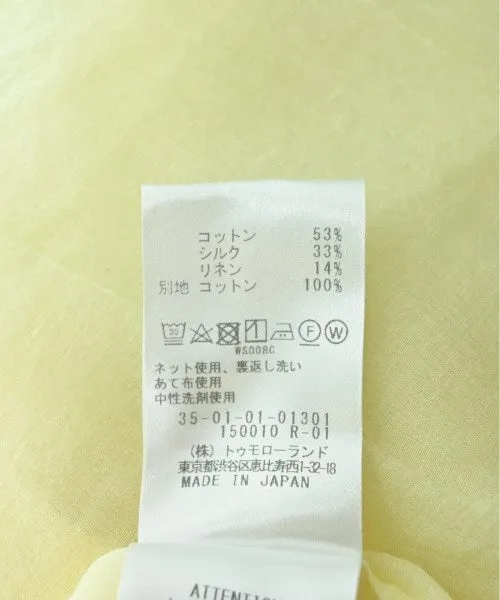 コットン 53%
シルク 33%
リネン 14%
別地 コットン 100%
30 F W
WS008C
ネット使用、裏返し洗い
あて布使用
中性洗剤使用
35-01-01-01301
150010 R-01
(株)トゥモローランド
東京都渋谷区恵比寿西1-32-18
MADE IN JAPAN
ATTENTION